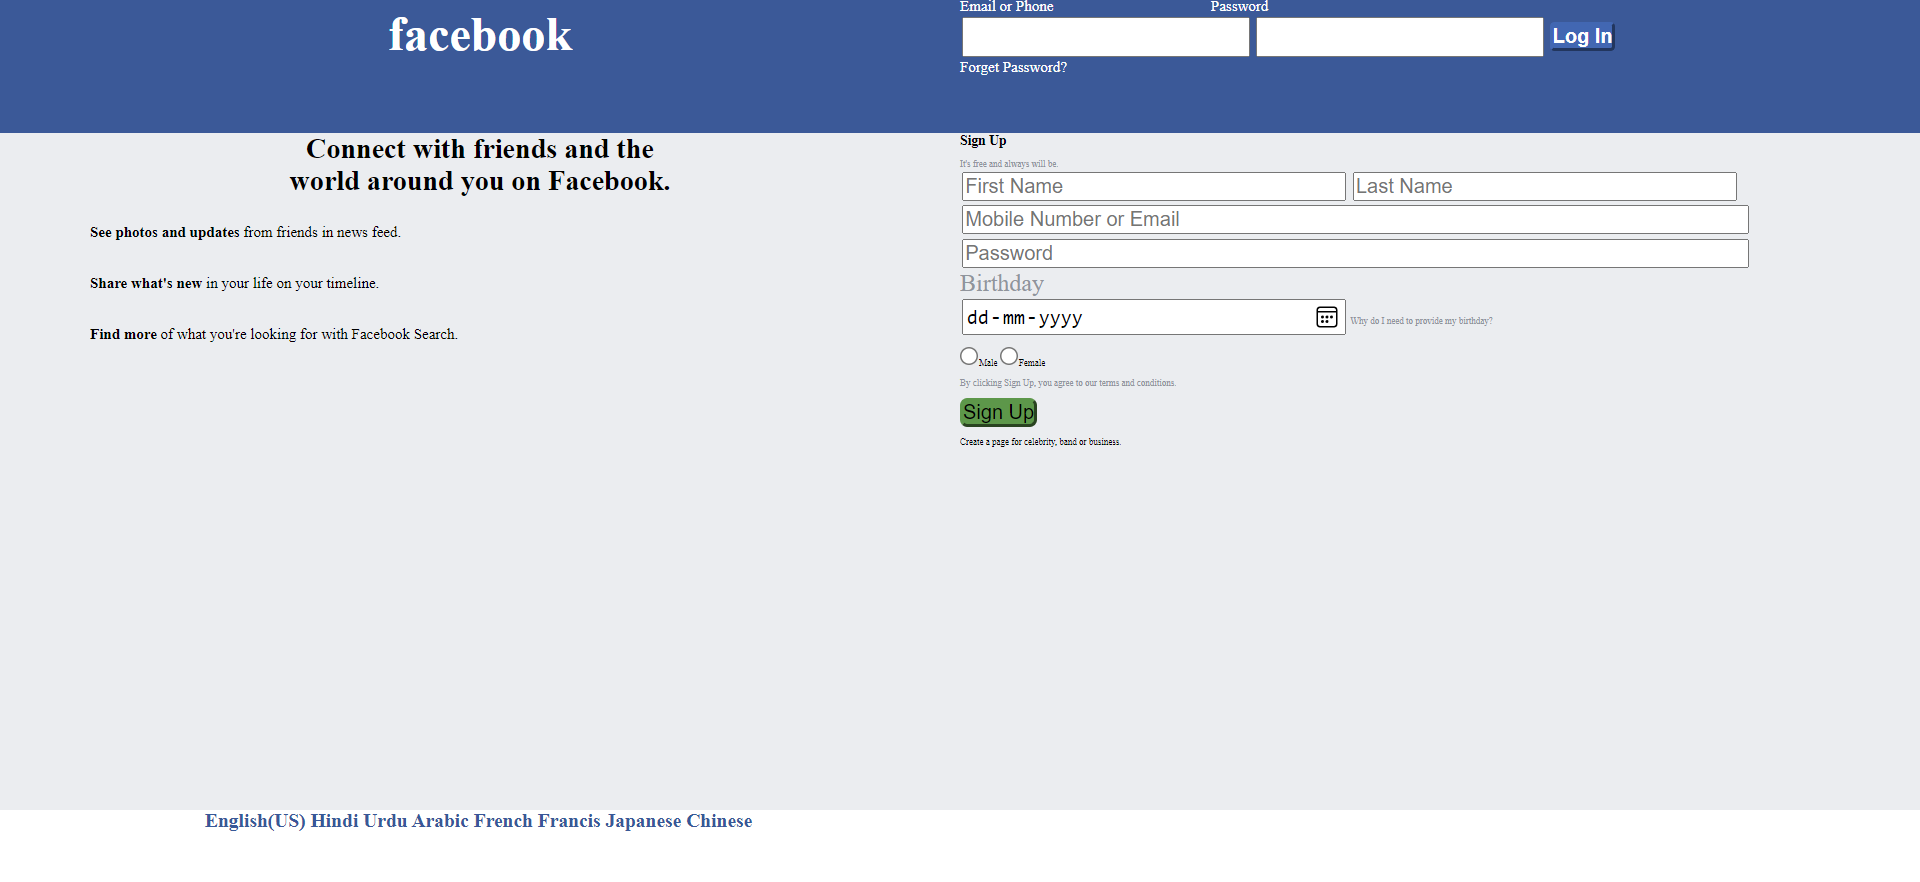 facebook
Email or Phone Password
Log In
Forget Password?
Connect with friends and the
world around you on Facebook.
See photos and updates from friends in news feed.
Share what's new in your life on your timeline.
Find more of what you're looking for with Facebook Search.
Sign Up
It's free and always will be.
First Name Last Name
Mobile Number or Email
Password
Birthday
dd-mm-yyyy Why do I need to provide my birthday?
Male Female
By clicking Sign Up, you agree to our terms and conditions.
Sign Up
Create a page for celebrity, band or business.
English(US) Hindi Urdu Arabic French Francis Japanese Chinese